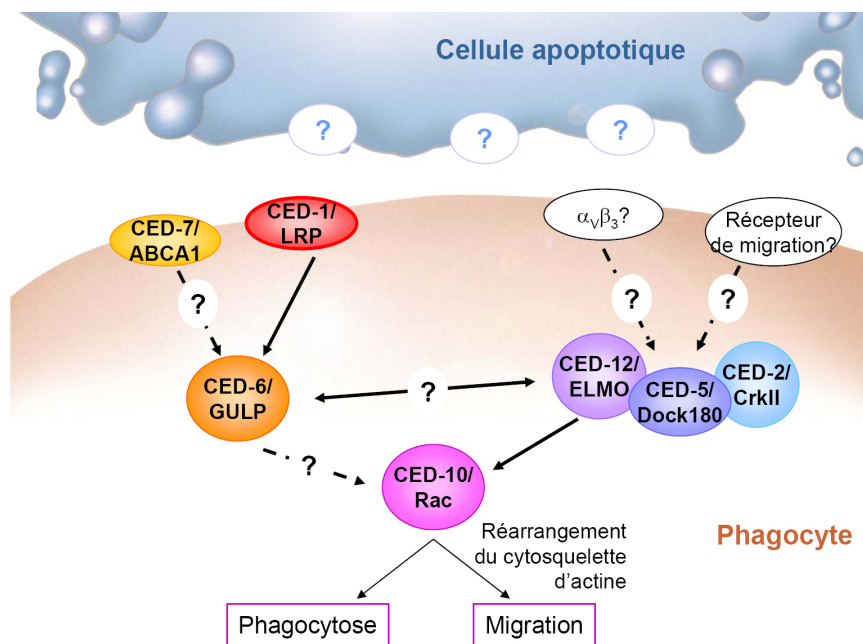 Cellule apoptotique
?
?
?
CED-7/
ABCA1
CED-1/
LRP
αVβ3?
Récepteur
de migration?
?
?
?
CED-6/
GULP
?
CED-12/
ELMO
CED-5/
Dock180
CED-2/
CrkII
?
CED-10/
Rac
Réarrangement
du cytosquelette
d'actine
Phagocyte
Phagocytose
Migration